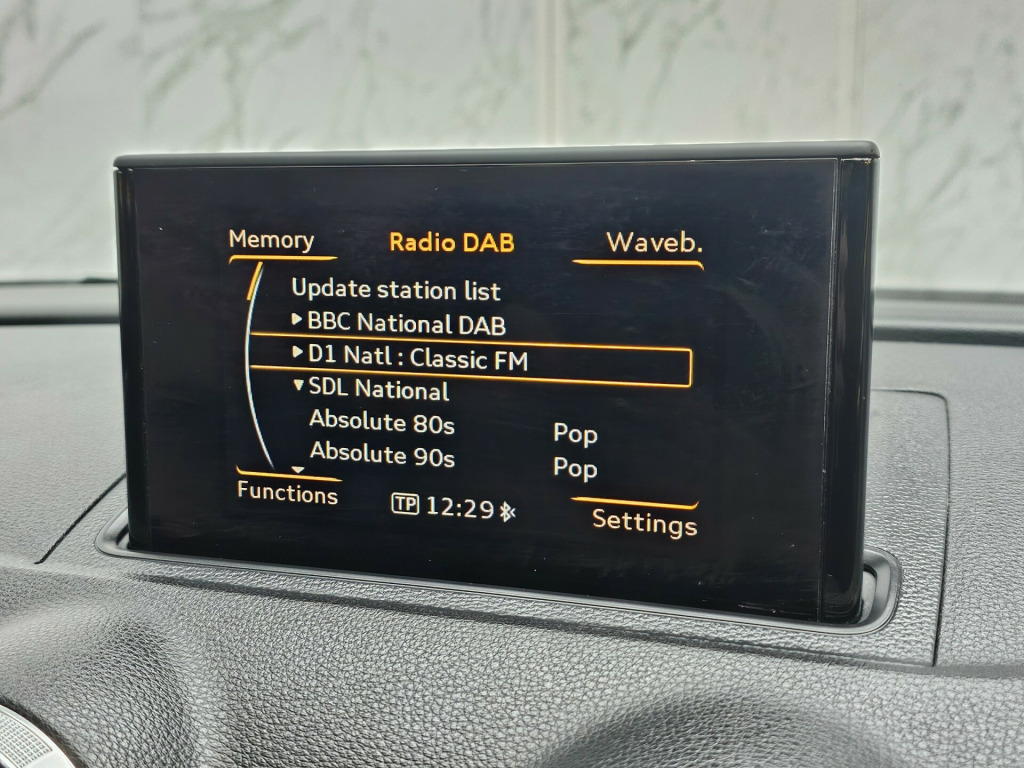 Memory Radio DAB Waveb.
Update station list
BBC National DAB
D1 Natl : Classic FM
SDL National
Absolute 80s Pop
Absolute 90s Pop
Functions TP 12:29 Settings